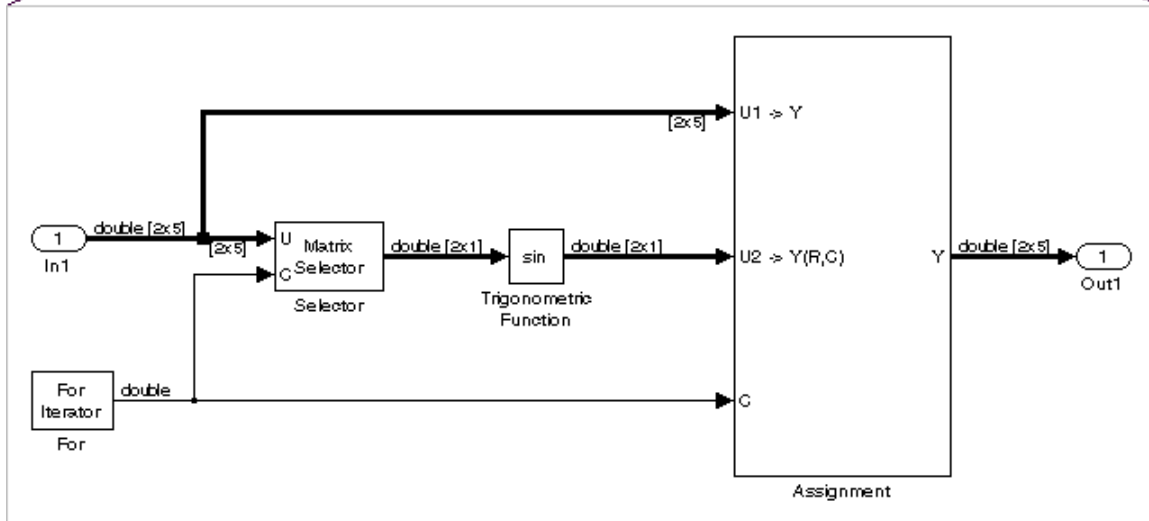 [2x5]
U1 -> Y
1
double [2x5]
In1
[2x5]
U
C
Matrix
Selector
Selector
double [2x1]
sin
Trigonometric
Function
double [2x1]
U2 -> Y(R,C)
Y
double [2x5]
1
Out1
For
Iterator
For
double
C
Assignment